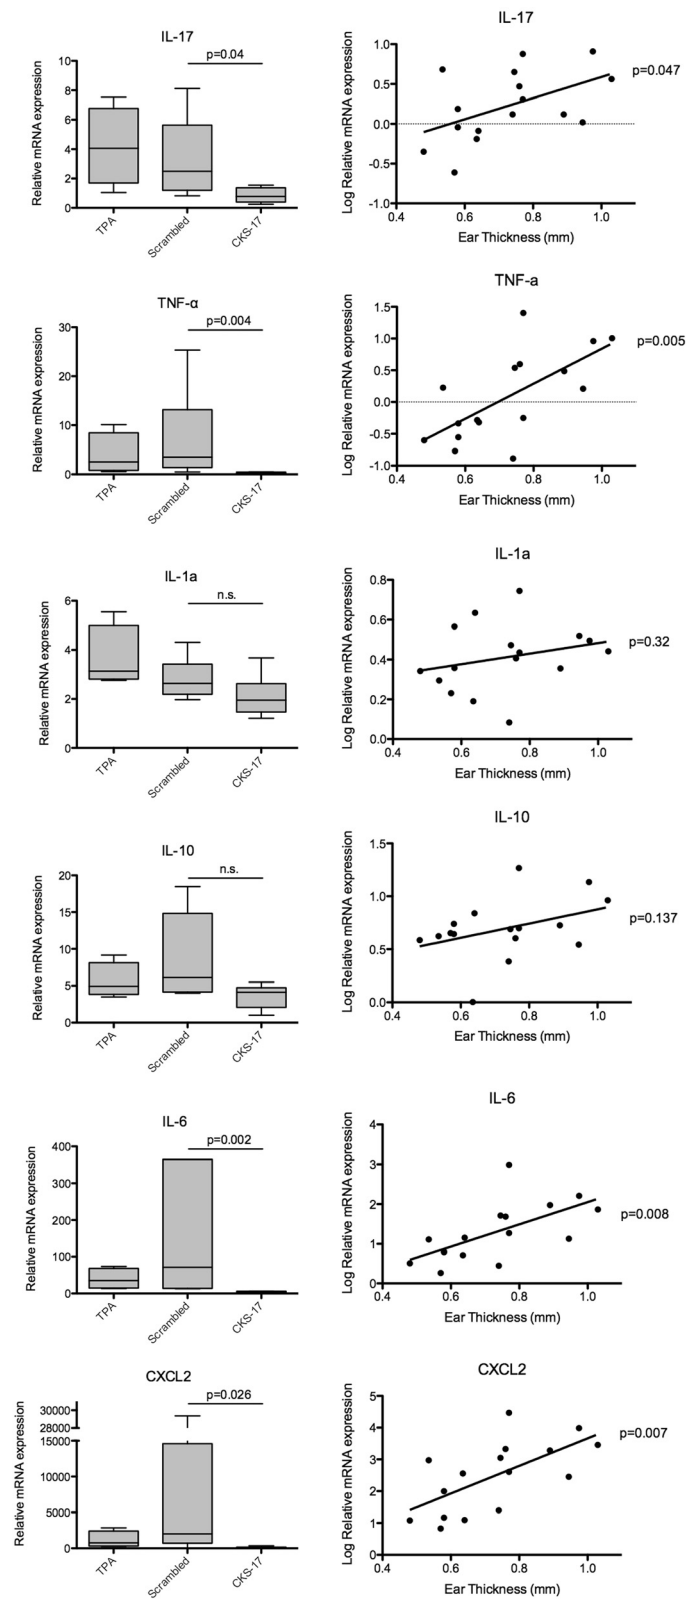 IL-17
p=0.04
Relative mRNA expression
10
8
6
4
2
0
TPA
Scrambled
CKS-17
IL-17
Log Relative mRNA expression
1.0
0.5
0.0
-0.5
-1.0
0.4
0.6
0.8
1.0
Ear Thickness (mm)
p=0.047
TNF-α
p=0.004
Relative mRNA expression
30
20
10
0
TPA
Scrambled
CKS-17
TNF-a
Log Relative mRNA expression
1.5
1.0
0.5
0.0
-0.5
-1.0
0.4
0.6
0.8
1.0
Ear Thickness (mm)
p=0.005
IL-1a
n.s.
Relative mRNA expression
6
4
2
0
TPA
Scrambled
CKS-17
IL-1a
Log Relative mRNA expression
0.8
0.6
0.4
0.2
0.0
0.4
0.6
0.8
1.0
Ear Thickness (mm)
p=0.32
IL-10
n.s.
Relative mRNA expression
20
15
10
5
0
TPA
Scrambled
CKS-17
IL-10
Log Relative mRNA expression
1.5
1.0
0.5
0.0
0.4
0.6
0.8
1.0
Ear Thickness (mm)
p=0.137
IL-6
p=0.002
Relative mRNA expression
400
300
200
100
0
TPA
Scrambled
CKS-17
IL-6
Log Relative mRNA expression
4
3
2
1
0
0.4
0.6
0.8
1.0
Ear Thickness (mm)
p=0.008
CXCL2
p=0.026
Relative mRNA expression
30000
28000
15000
10000
5000
0
TPA
Scrambled
CKS-17
CXCL2
Log Relative mRNA expression
5
4
3
2
1
0
0.4
0.6
0.8
1.0
Ear Thickness (mm)
p=0.007